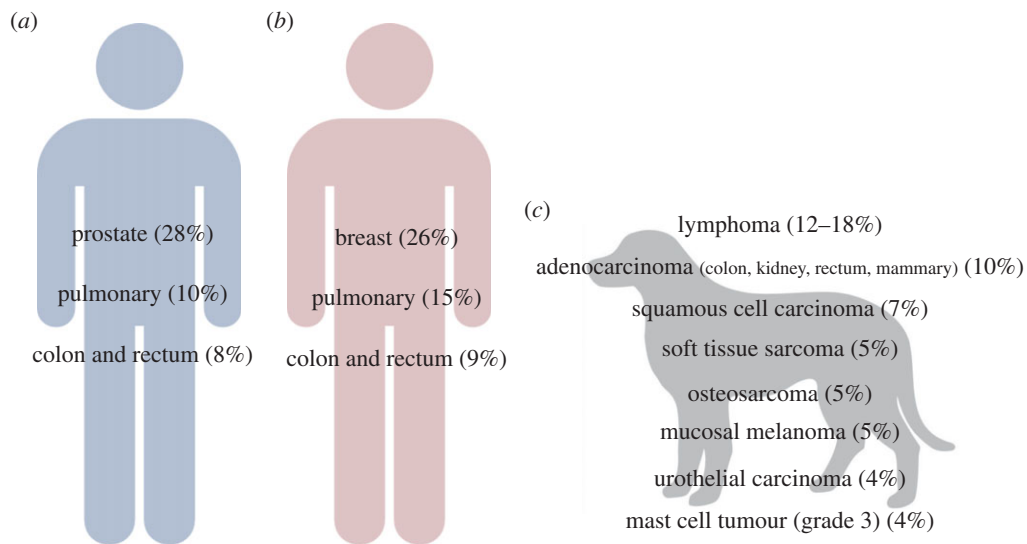 (a)
prostate (28%)
pulmonary (10%)
colon and rectum (8%)
(b)
breast (26%)
pulmonary (15%)
colon and rectum (9%)
(c)
lymphoma (12–18%)
adenocarcinoma (colon, kidney, rectum, mammary) (10%)
squamous cell carcinoma (7%)
soft tissue sarcoma (5%)
osteosarcoma (5%)
mucosal melanoma (5%)
urothelial carcinoma (4%)
mast cell tumour (grade 3) (4%)